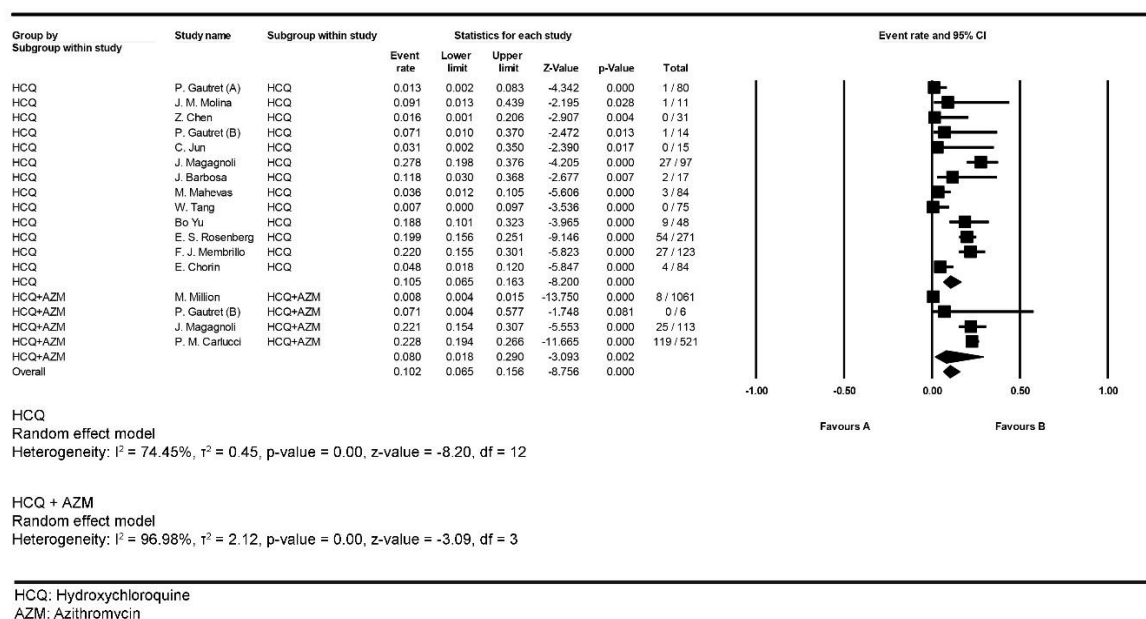 Group by Study name Subgroup within study Statistics for each study Event rate and 95% CI
Subgroup within study
Event rate Lower limit Upper limit Z-Value p-Value Total
HCQ P. Gautret (A) HCQ 0.013 0.002 0.083 -4.342 0.000 1 / 80
HCQ J. M. Molina HCQ 0.091 0.013 0.439 -2.195 0.028 1 / 11
HCQ Z. Chen HCQ 0.016 0.001 0.206 -2.907 0.004 0 / 31
HCQ P. Gautret (B) HCQ 0.071 0.010 0.370 -2.472 0.013 1 / 14
HCQ C. Jun HCQ 0.031 0.002 0.350 -2.390 0.017 0 / 15
HCQ J. Magagnoli HCQ 0.278 0.198 0.376 -4.205 0.000 27 / 97
HCQ J. Barbosa HCQ 0.118 0.030 0.368 -2.677 0.007 2 / 17
HCQ M. Mahevas HCQ 0.036 0.012 0.105 -5.606 0.000 3 / 84
HCQ W. Tang HCQ 0.007 0.000 0.097 -3.536 0.000 0 / 75
HCQ Bo Yu HCQ 0.188 0.101 0.323 -3.965 0.000 9 / 48
HCQ E. S. Rosenberg HCQ 0.199 0.156 0.251 -9.146 0.000 54 / 271
HCQ F. J. Membrillo HCQ 0.220 0.155 0.301 -5.823 0.000 27 / 123
HCQ E. Chorin HCQ 0.048 0.018 0.120 -5.847 0.000 4 / 84
HCQ 0.105 0.065 0.163 -8.200 0.000
HCQ+AZM M. Million HCQ+AZM 0.008 0.004 0.015 -13.750 0.000 8 / 1061
HCQ+AZM P. Gautret (B) HCQ+AZM 0.071 0.004 0.577 -1.748 0.081 0 / 6
HCQ+AZM J. Magagnoli HCQ+AZM 0.221 0.154 0.307 -5.553 0.000 25 / 113
HCQ+AZM P. M. Carlucci HCQ+AZM 0.228 0.194 0.266 -11.665 0.000 119 / 521
HCQ+AZM 0.080 0.018 0.290 -3.093 0.002
Overall 0.102 0.065 0.156 -8.756 0.000
-1.00 -0.50 0.00 0.50 1.00
Favours A Favours B
HCQ
Random effect model
Heterogeneity: I² = 74.45%, τ² = 0.45, p-value = 0.00, z-value = -8.20, df = 12
HCQ + AZM
Random effect model
Heterogeneity: I² = 96.98%, τ² = 2.12, p-value = 0.00, z-value = -3.09, df = 3
HCQ: Hydroxychloroquine
AZM: Azithromycin